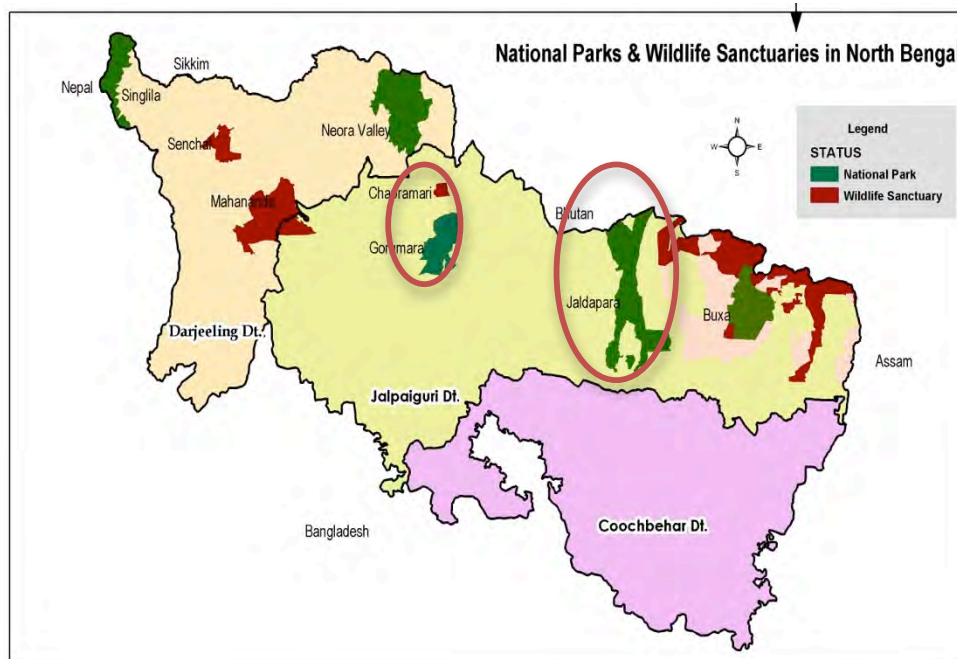 National Parks & Wildlife Sanctuaries in North Benga
Sikkim
Nepal
Singlila
Neora Valley
Senchal
N
W E
S
Legend
STATUS
National Park
Wildlife Sanctuary
Mahananda
Chapramari
Bhutan
Gorumara
Jaldapara
Buxa
Darjeeling Dt.,
Assam
Jalpaiguri Dt.
Coochbehar Dt.
Bangladesh